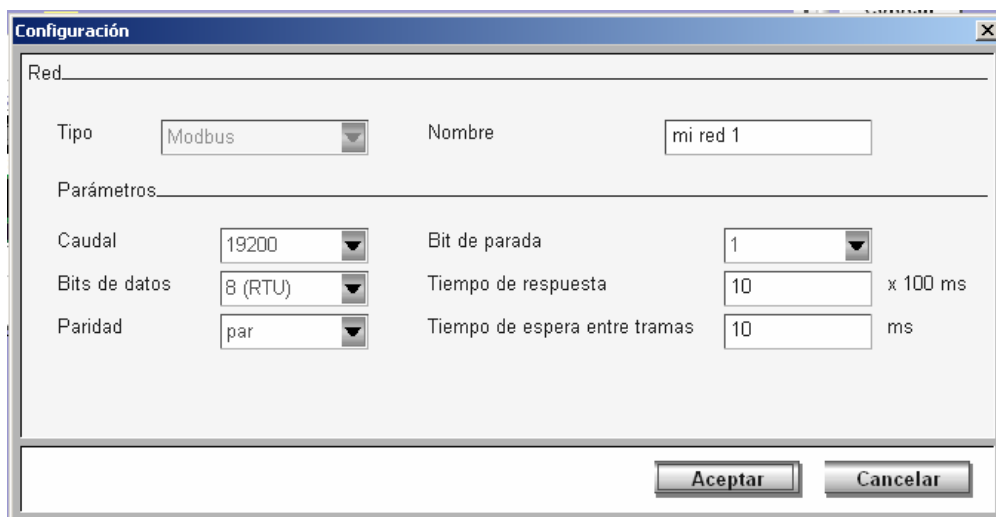 Configuración
Red
Tipo Modbus Nombre mi red 1
Parámetros
Caudal 19200 Bit de parada 1
Bits de datos 8 (RTU) Tiempo de respuesta 10 x 100 ms
Paridad par Tiempo de espera entre tramas 10 ms
Aceptar Cancelar